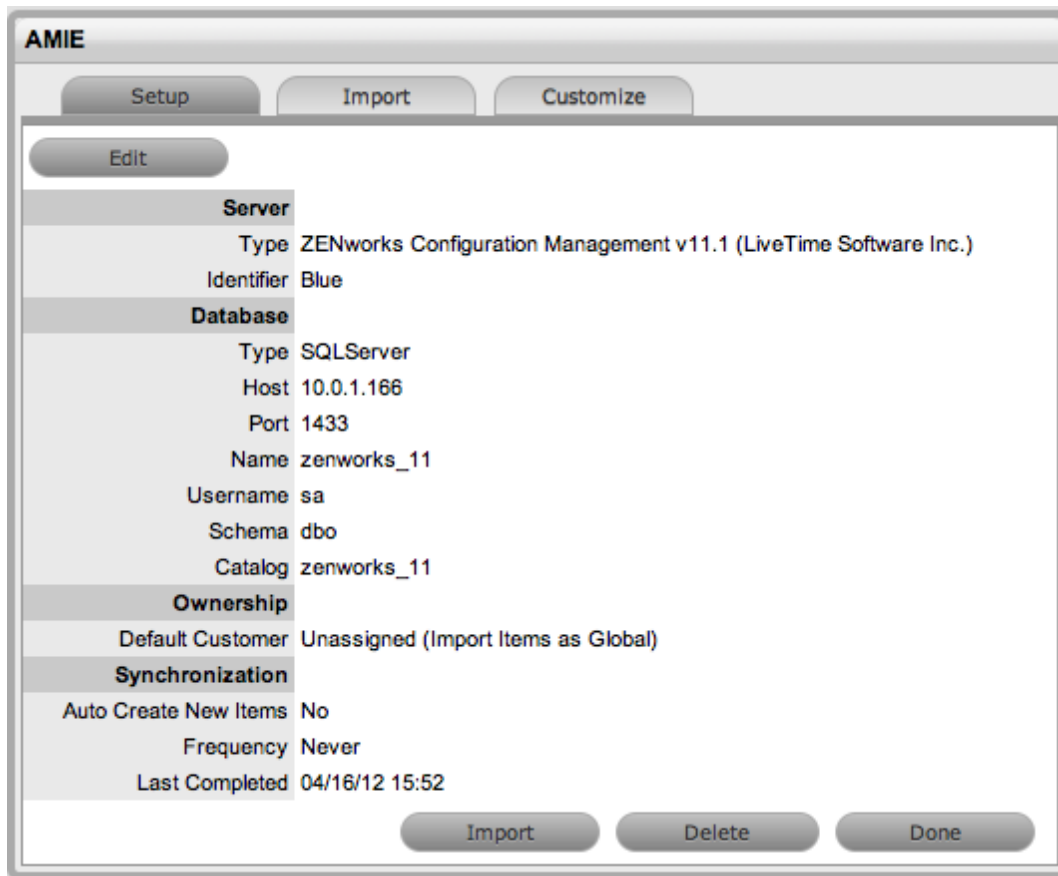 AMIE
Setup Import Customize
Edit
Server
Type ZENworks Configuration Management v11.1 (LiveTime Software Inc.)
Identifier Blue
Database
Type SQLServer
Host 10.0.1.166
Port 1433
Name zenworks_11
Username sa
Schema dbo
Catalog zenworks_11
Ownership
Default Customer Unassigned (Import Items as Global)
Synchronization
Auto Create New Items No
Frequency Never
Last Completed 04/16/12 15:52
Import Delete Done